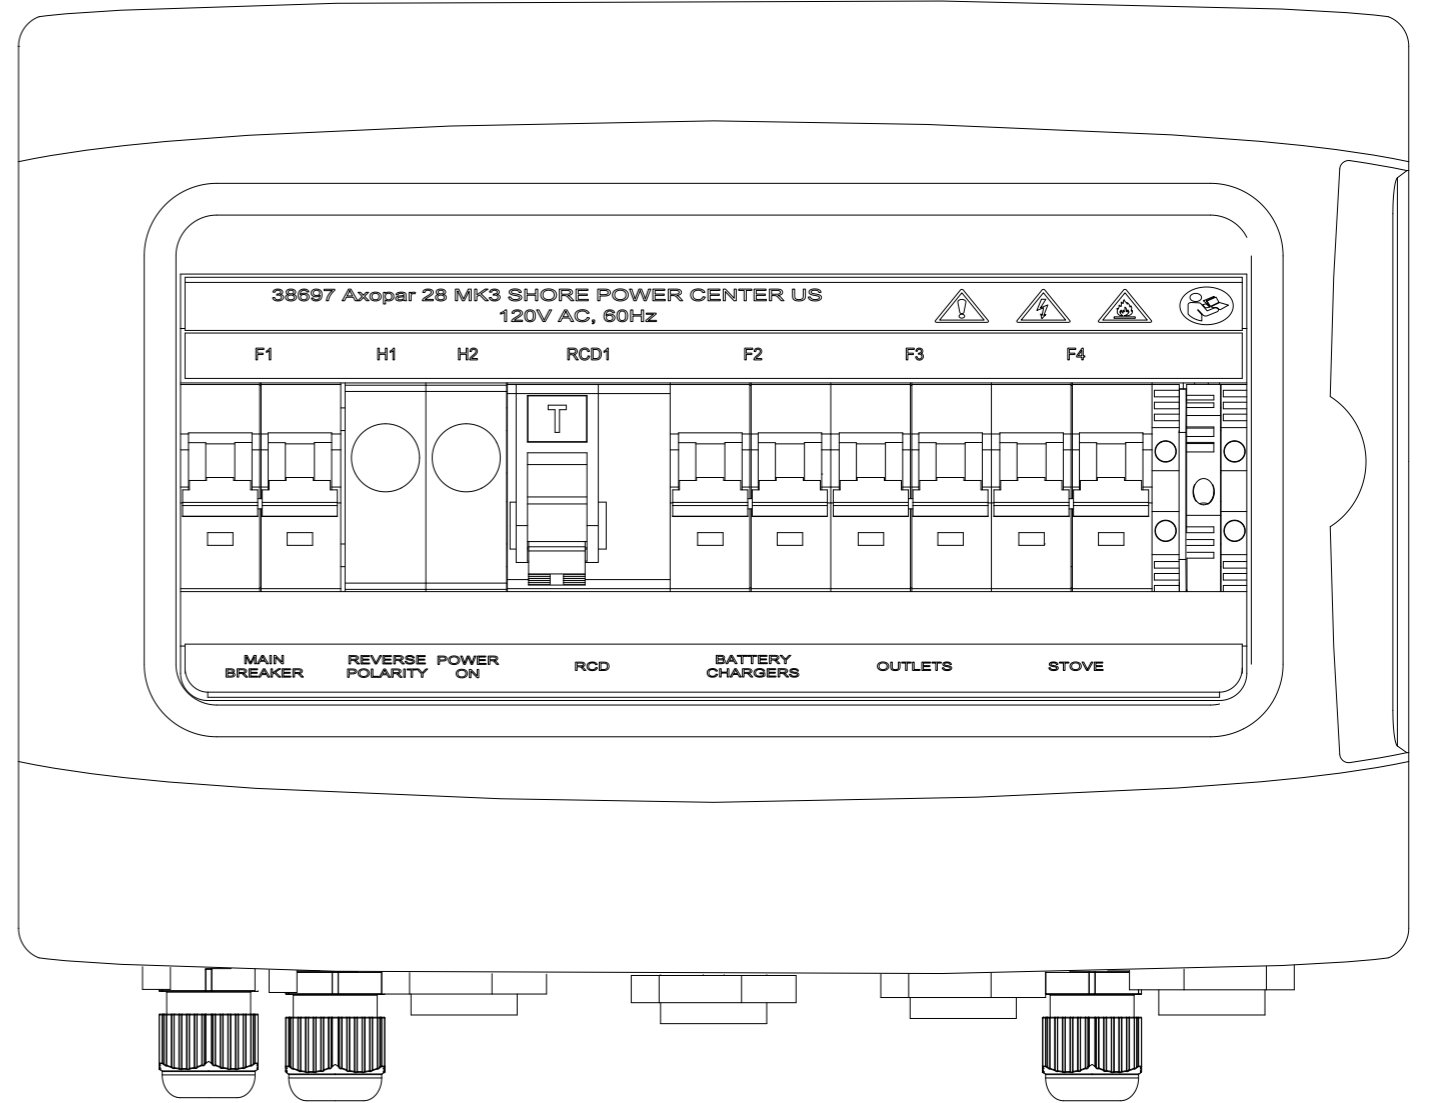 38697 Axopar 28 MK3 SHORE POWER CENTER US
120V AC, 60Hz
F1 H1 H2 RCD1 F2 F3 F4
T
MAIN BREAKER REVERSE POLARITY POWER ON RCD BATTERY CHARGERS OUTLETS STOVE